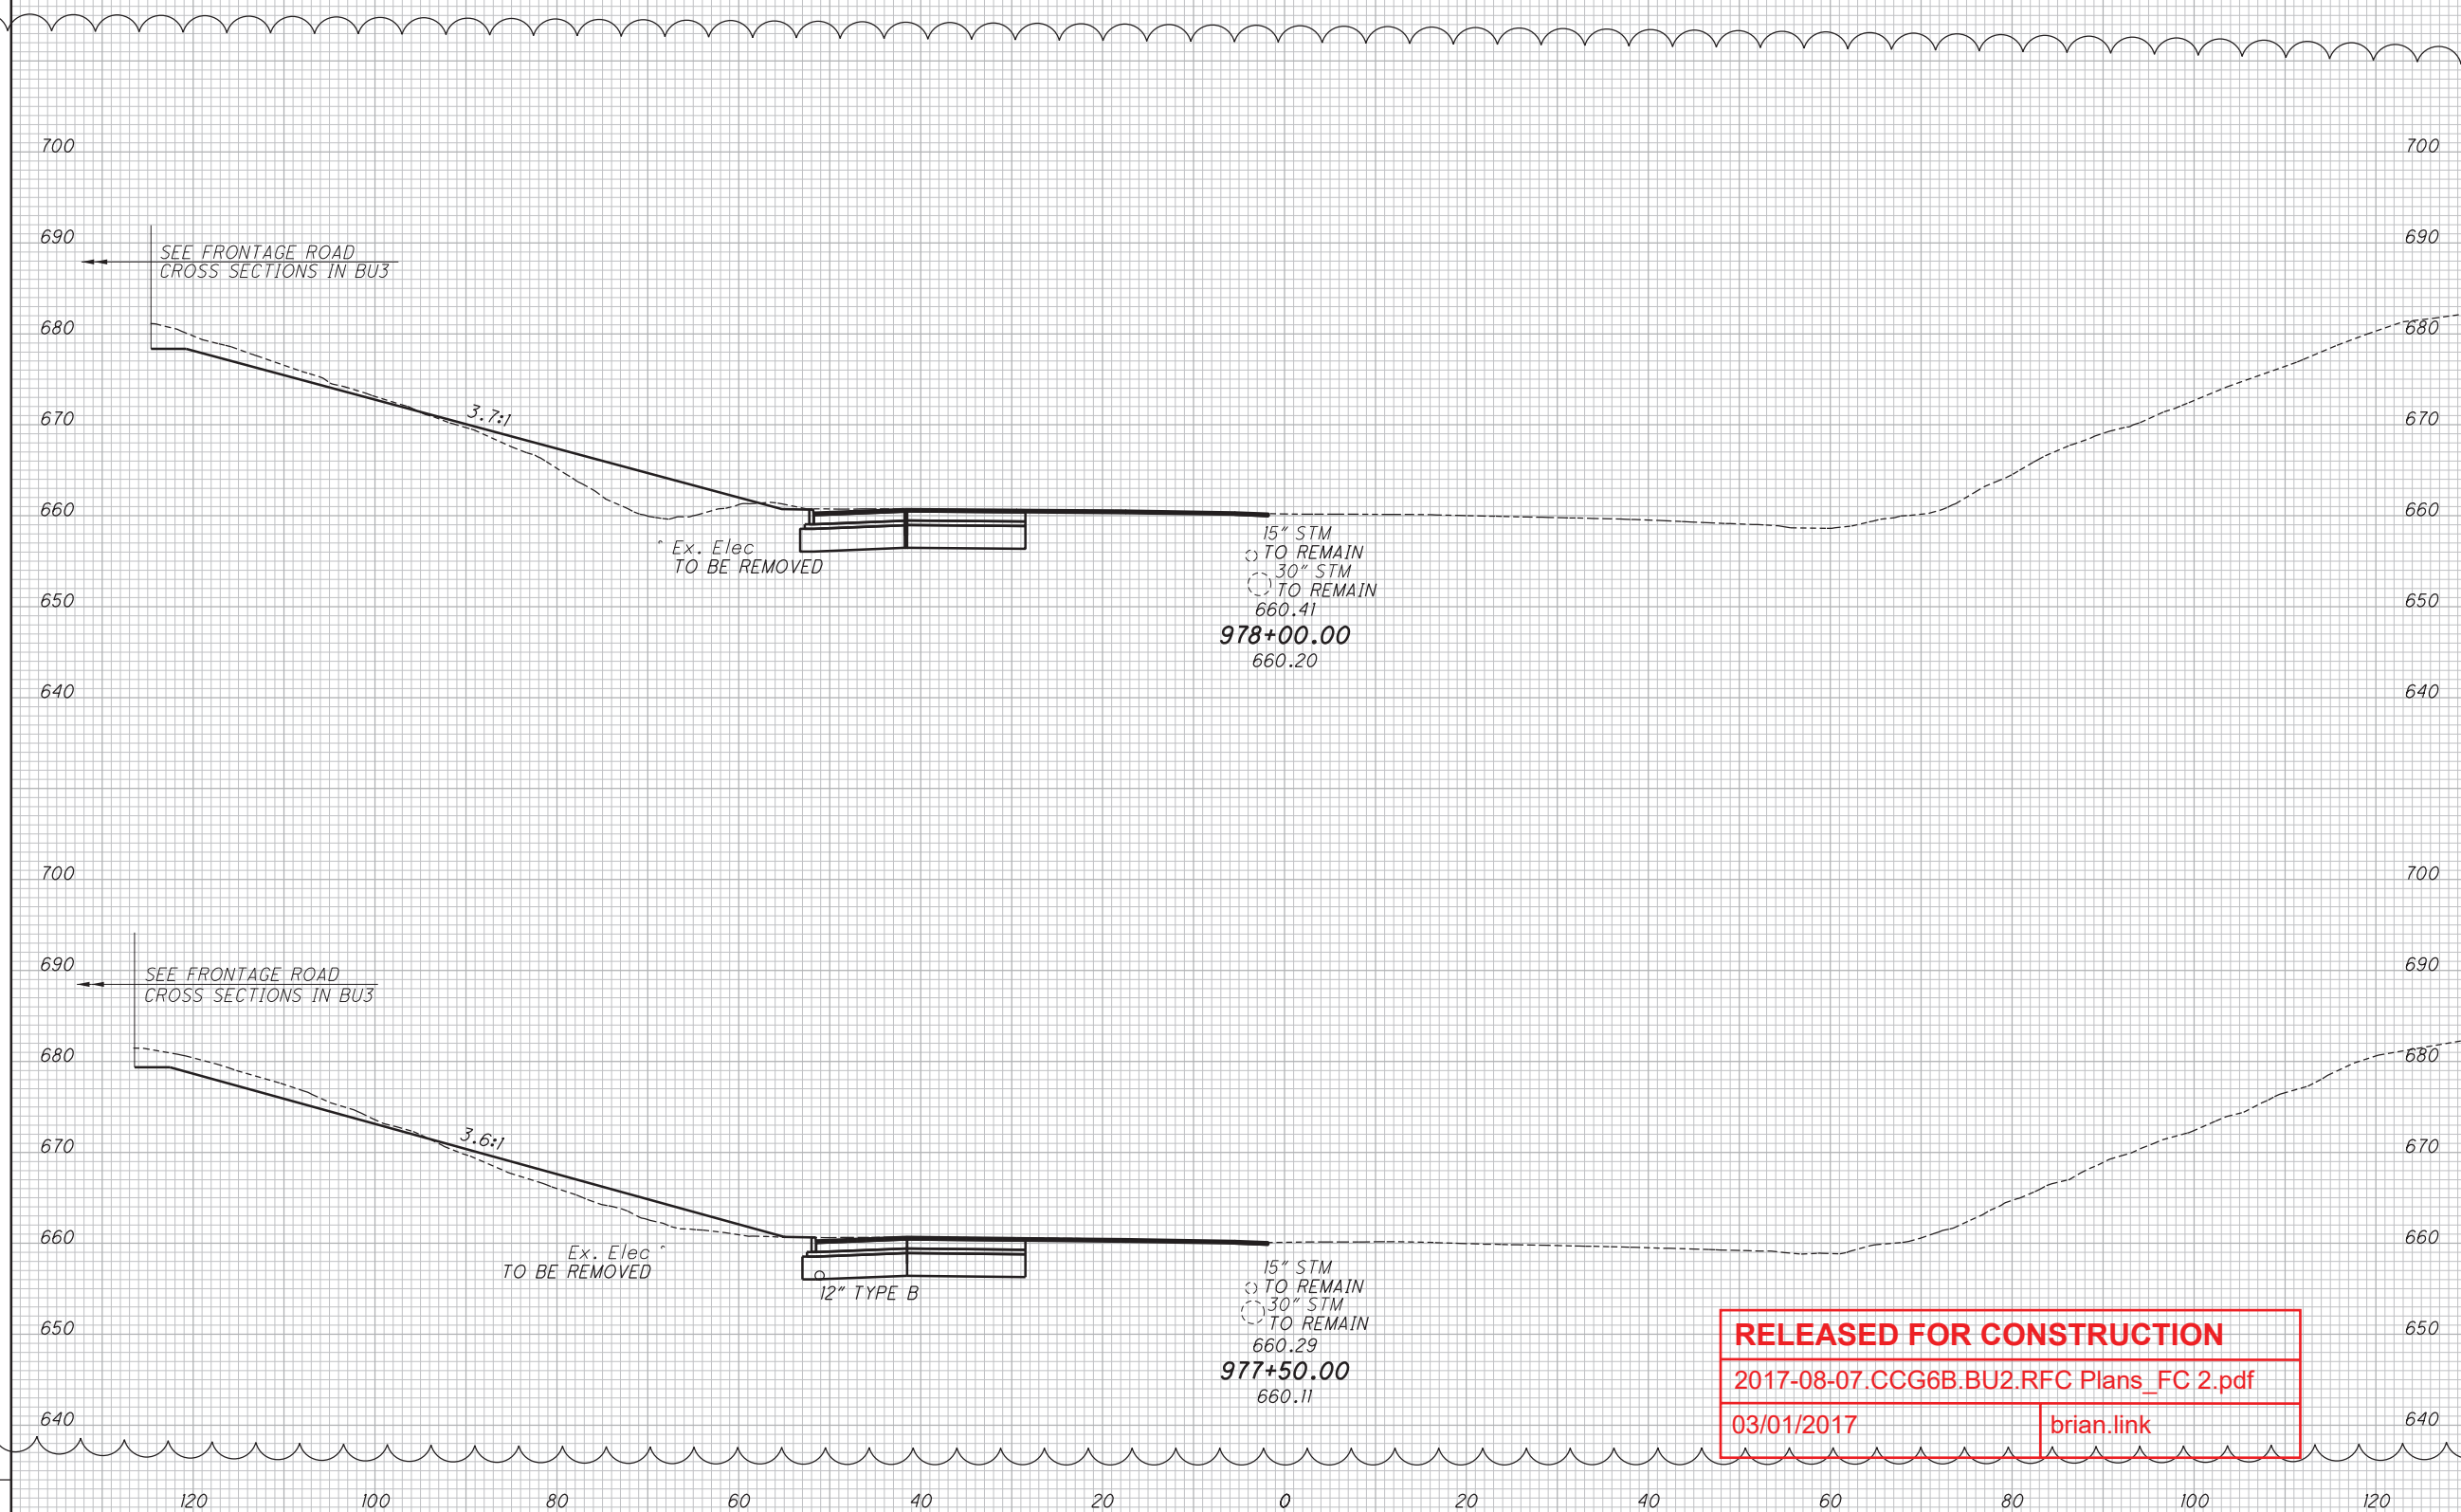 700 700
690 690
SEE FRONTAGE ROAD
CROSS SECTIONS IN BU3
680 680
670 670
3.7:1
660 660
15" STM
TO REMAIN
Ex. Elec
TO BE REMOVED
30" STM
TO REMAIN
650 650
660.41
978+00.00
660.20
640 640
700 700
690 690
SEE FRONTAGE ROAD
CROSS SECTIONS IN BU3
680 680
670 670
3.6:1
660 660
Ex. Elec
TO BE REMOVED
15" STM
TO REMAIN
12" TYPE B
30" STM
TO REMAIN
650 650
660.29
977+50.00
660.11
640 640
RELEASED FOR CONSTRUCTION
2017-08-07.CCG6B.BU2.RFC Plans_FC 2.pdf
03/01/2017 brian.link
120 100 80 60 40 20 0 20 40 60 80 100 120